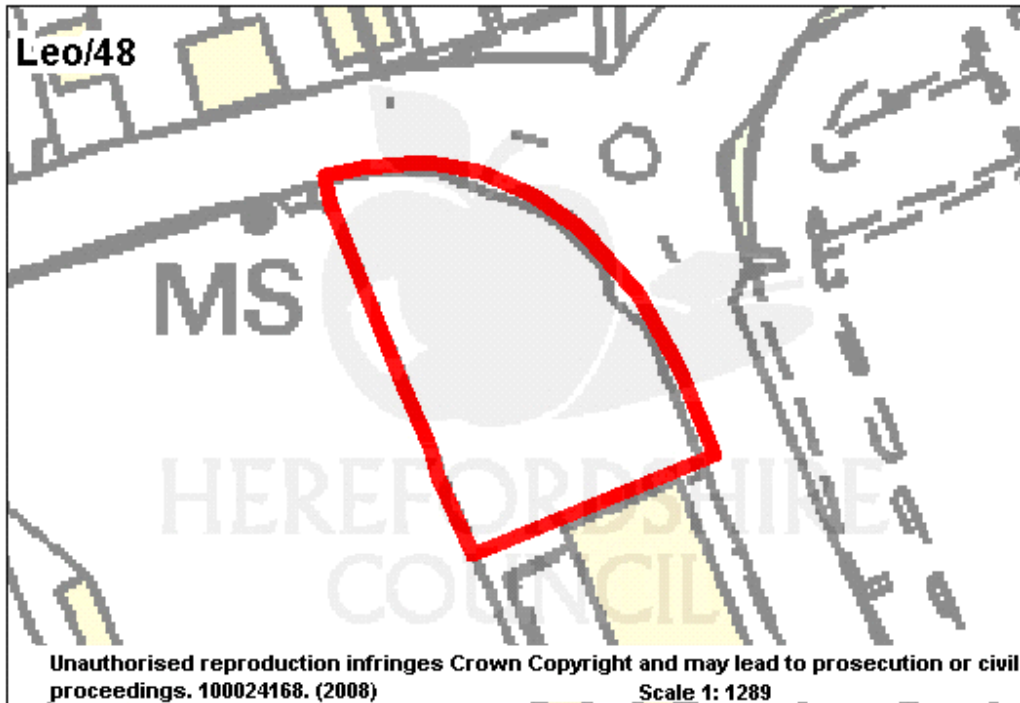 Leo/48
MS
HEREFORDSHIRE
COUNCIL
Unauthorised reproduction infringes Crown Copyright and may lead to prosecution or civil
proceedings. 100024168. (2008) Scale 1: 1289